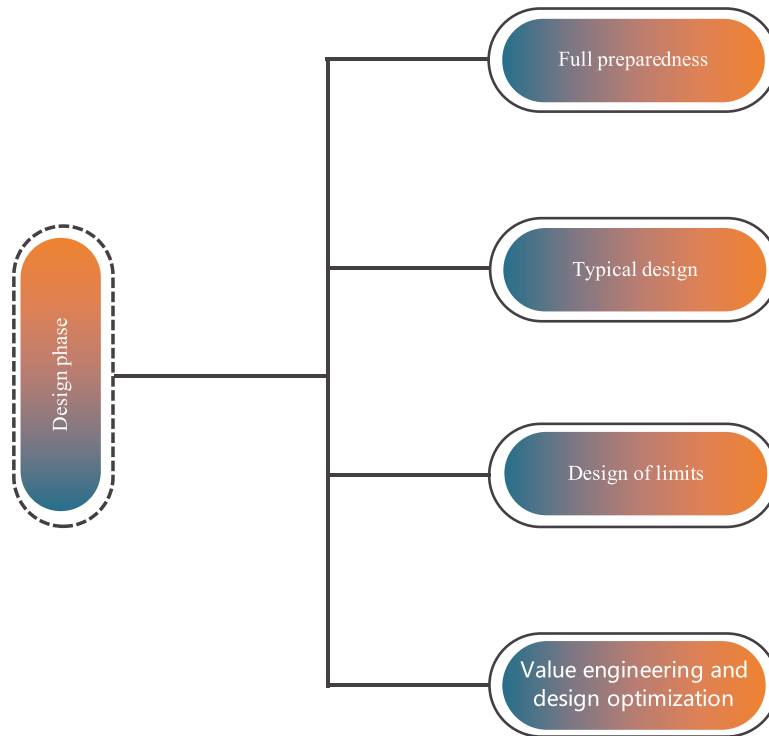 Full preparedness
Typical design
Design phase
Design of limits
Value engineering and
design optimization